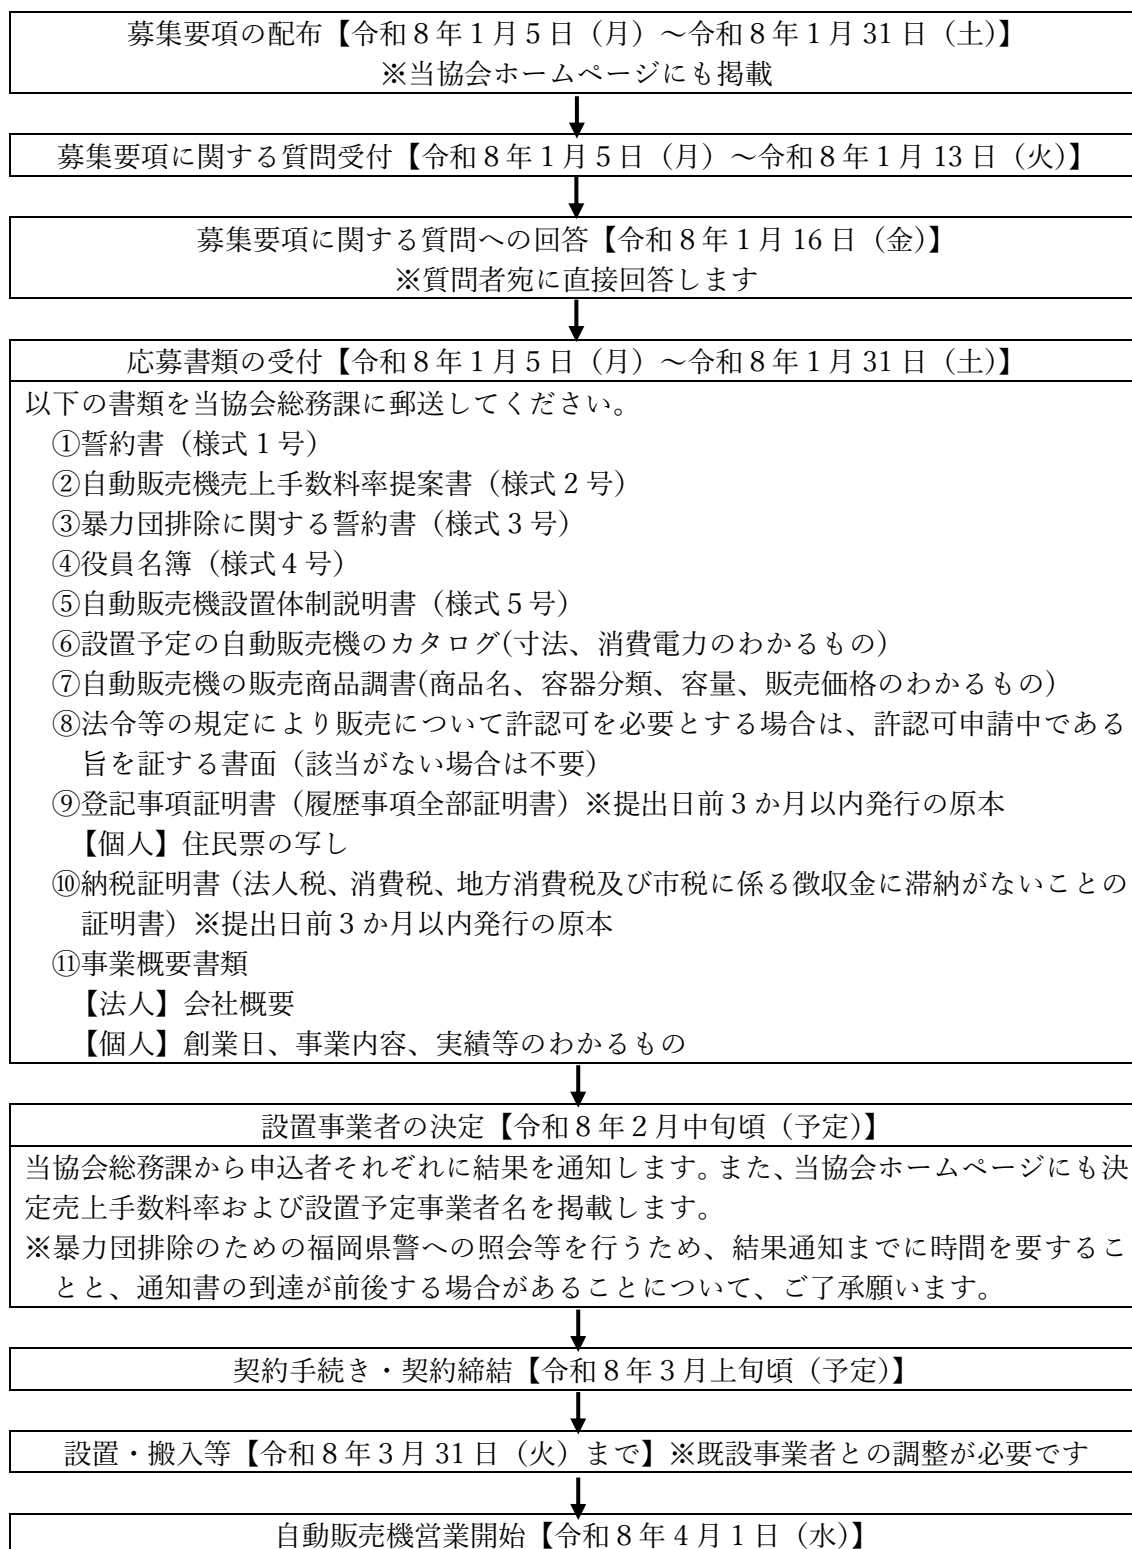 募集要項の配布【令和８年１月５日（月）～令和８年１月 31 日（土）】
※当協会ホームページにも掲載
募集要項に関する質問受付【令和８年１月５日（月）～令和８年１月 13 日（火）】
募集要項に関する質問への回答【令和８年１月 16 日（金）】
※質問者宛に直接回答します
応募書類の受付【令和８年１月５日（月）～令和８年１月 31 日（土）】
以下の書類を当協会総務課に郵送してください。
①誓約書（様式１号）
②自動販売機売上手数料率提案書（様式２号）
③暴力団排除に関する誓約書（様式３号）
④役員名簿（様式４号）
⑤自動販売機設置体制説明書（様式５号）
⑥設置予定の自動販売機のカタログ(寸法、消費電力のわかるもの)
⑦自動販売機の販売商品調書(商品名、容器分類、容量、販売価格のわかるもの)
⑧法令等の規定により販売について許認可を必要とする場合は、許認可申請中である
旨を証する書面（該当がない場合は不要）
⑨登記事項証明書（履歴事項全部証明書）※提出日前３か月以内発行の原本
【個人】住民票の写し
⑩納税証明書（法人税、消費税、地方消費税及び市税に係る徴収金に滞納がないことの
証明書）※提出日前３か月以内発行の原本
⑪事業概要書類
【法人】会社概要
【個人】創業日、事業内容、実績等のわかるもの
設置事業者の決定【令和８年２月中旬頃（予定）】
当協会総務課から申込者それぞれに結果を通知します。また、当協会ホームページにも決
定売上手数料率および設置予定事業者名を掲載します。
※暴力団排除のための福岡県警への照会等を行うため、結果通知までに時間を要するこ
とと、通知書の到達が前後する場合があることについて、ご了承願います。
契約手続き・契約締結【令和８年３月上旬頃（予定）】
設置・搬入等【令和８年３月 31 日（火）まで】※既設事業者との調整が必要です
自動販売機営業開始【令和８年４月１日（水）】